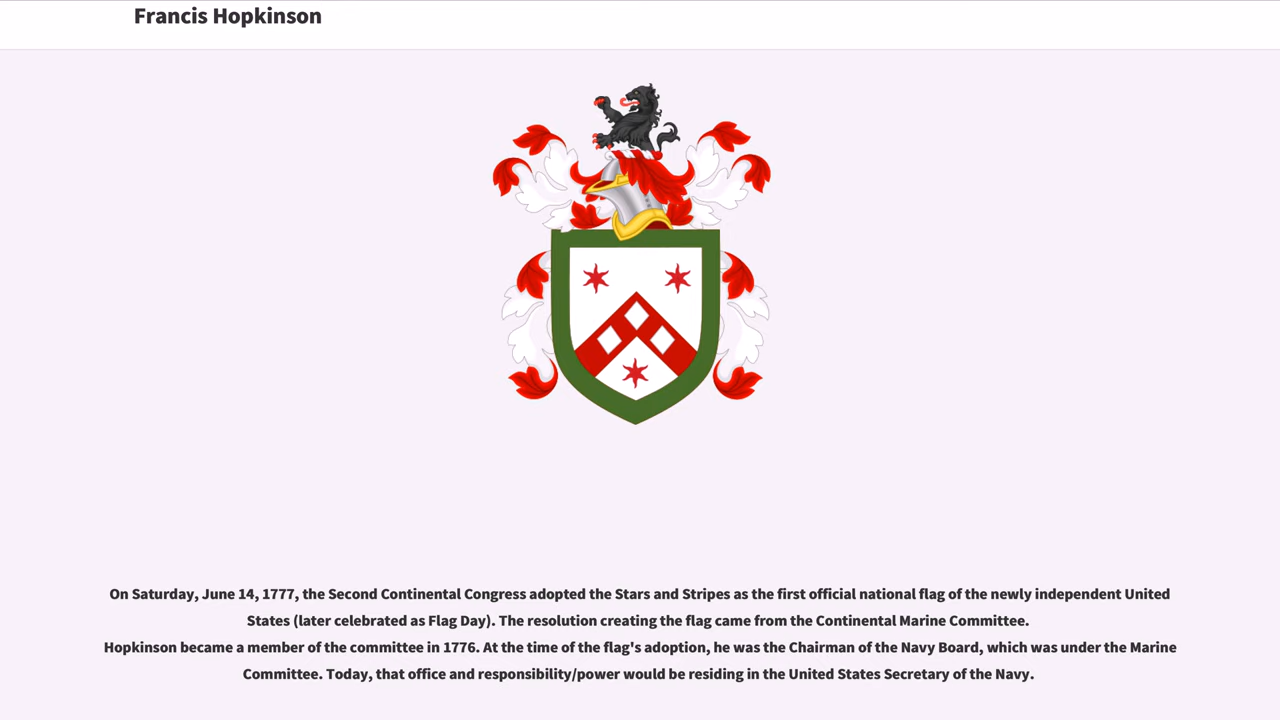 Francis Hopkinson
On Saturday, June 14, 1777, the Second Continental Congress adopted the Stars and Stripes as the first official national flag of the newly independent United
States (later celebrated as Flag Day). The resolution creating the flag came from the Continental Marine Committee.
Hopkinson became a member of the committee in 1776. At the time of the flag's adoption, he was the Chairman of the Navy Board, which was under the Marine
Committee. Today, that office and responsibility/power would be residing in the United States Secretary of the Navy.